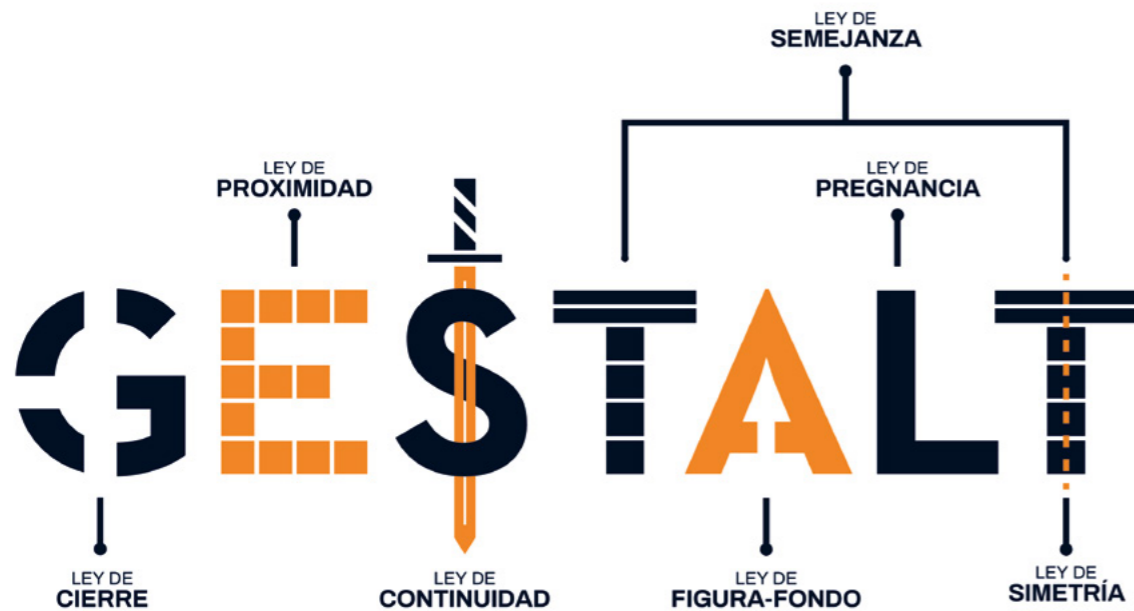 LEY DE
SEMEJANZA
LEY DE
PROXIMIDAD
LEY DE
PREGNANCIA
GESTALT
LEY DE
CIERRE
LEY DE
CONTINUIDAD
LEY DE
FIGURA-FONDO
LEY DE
SIMETRÍA